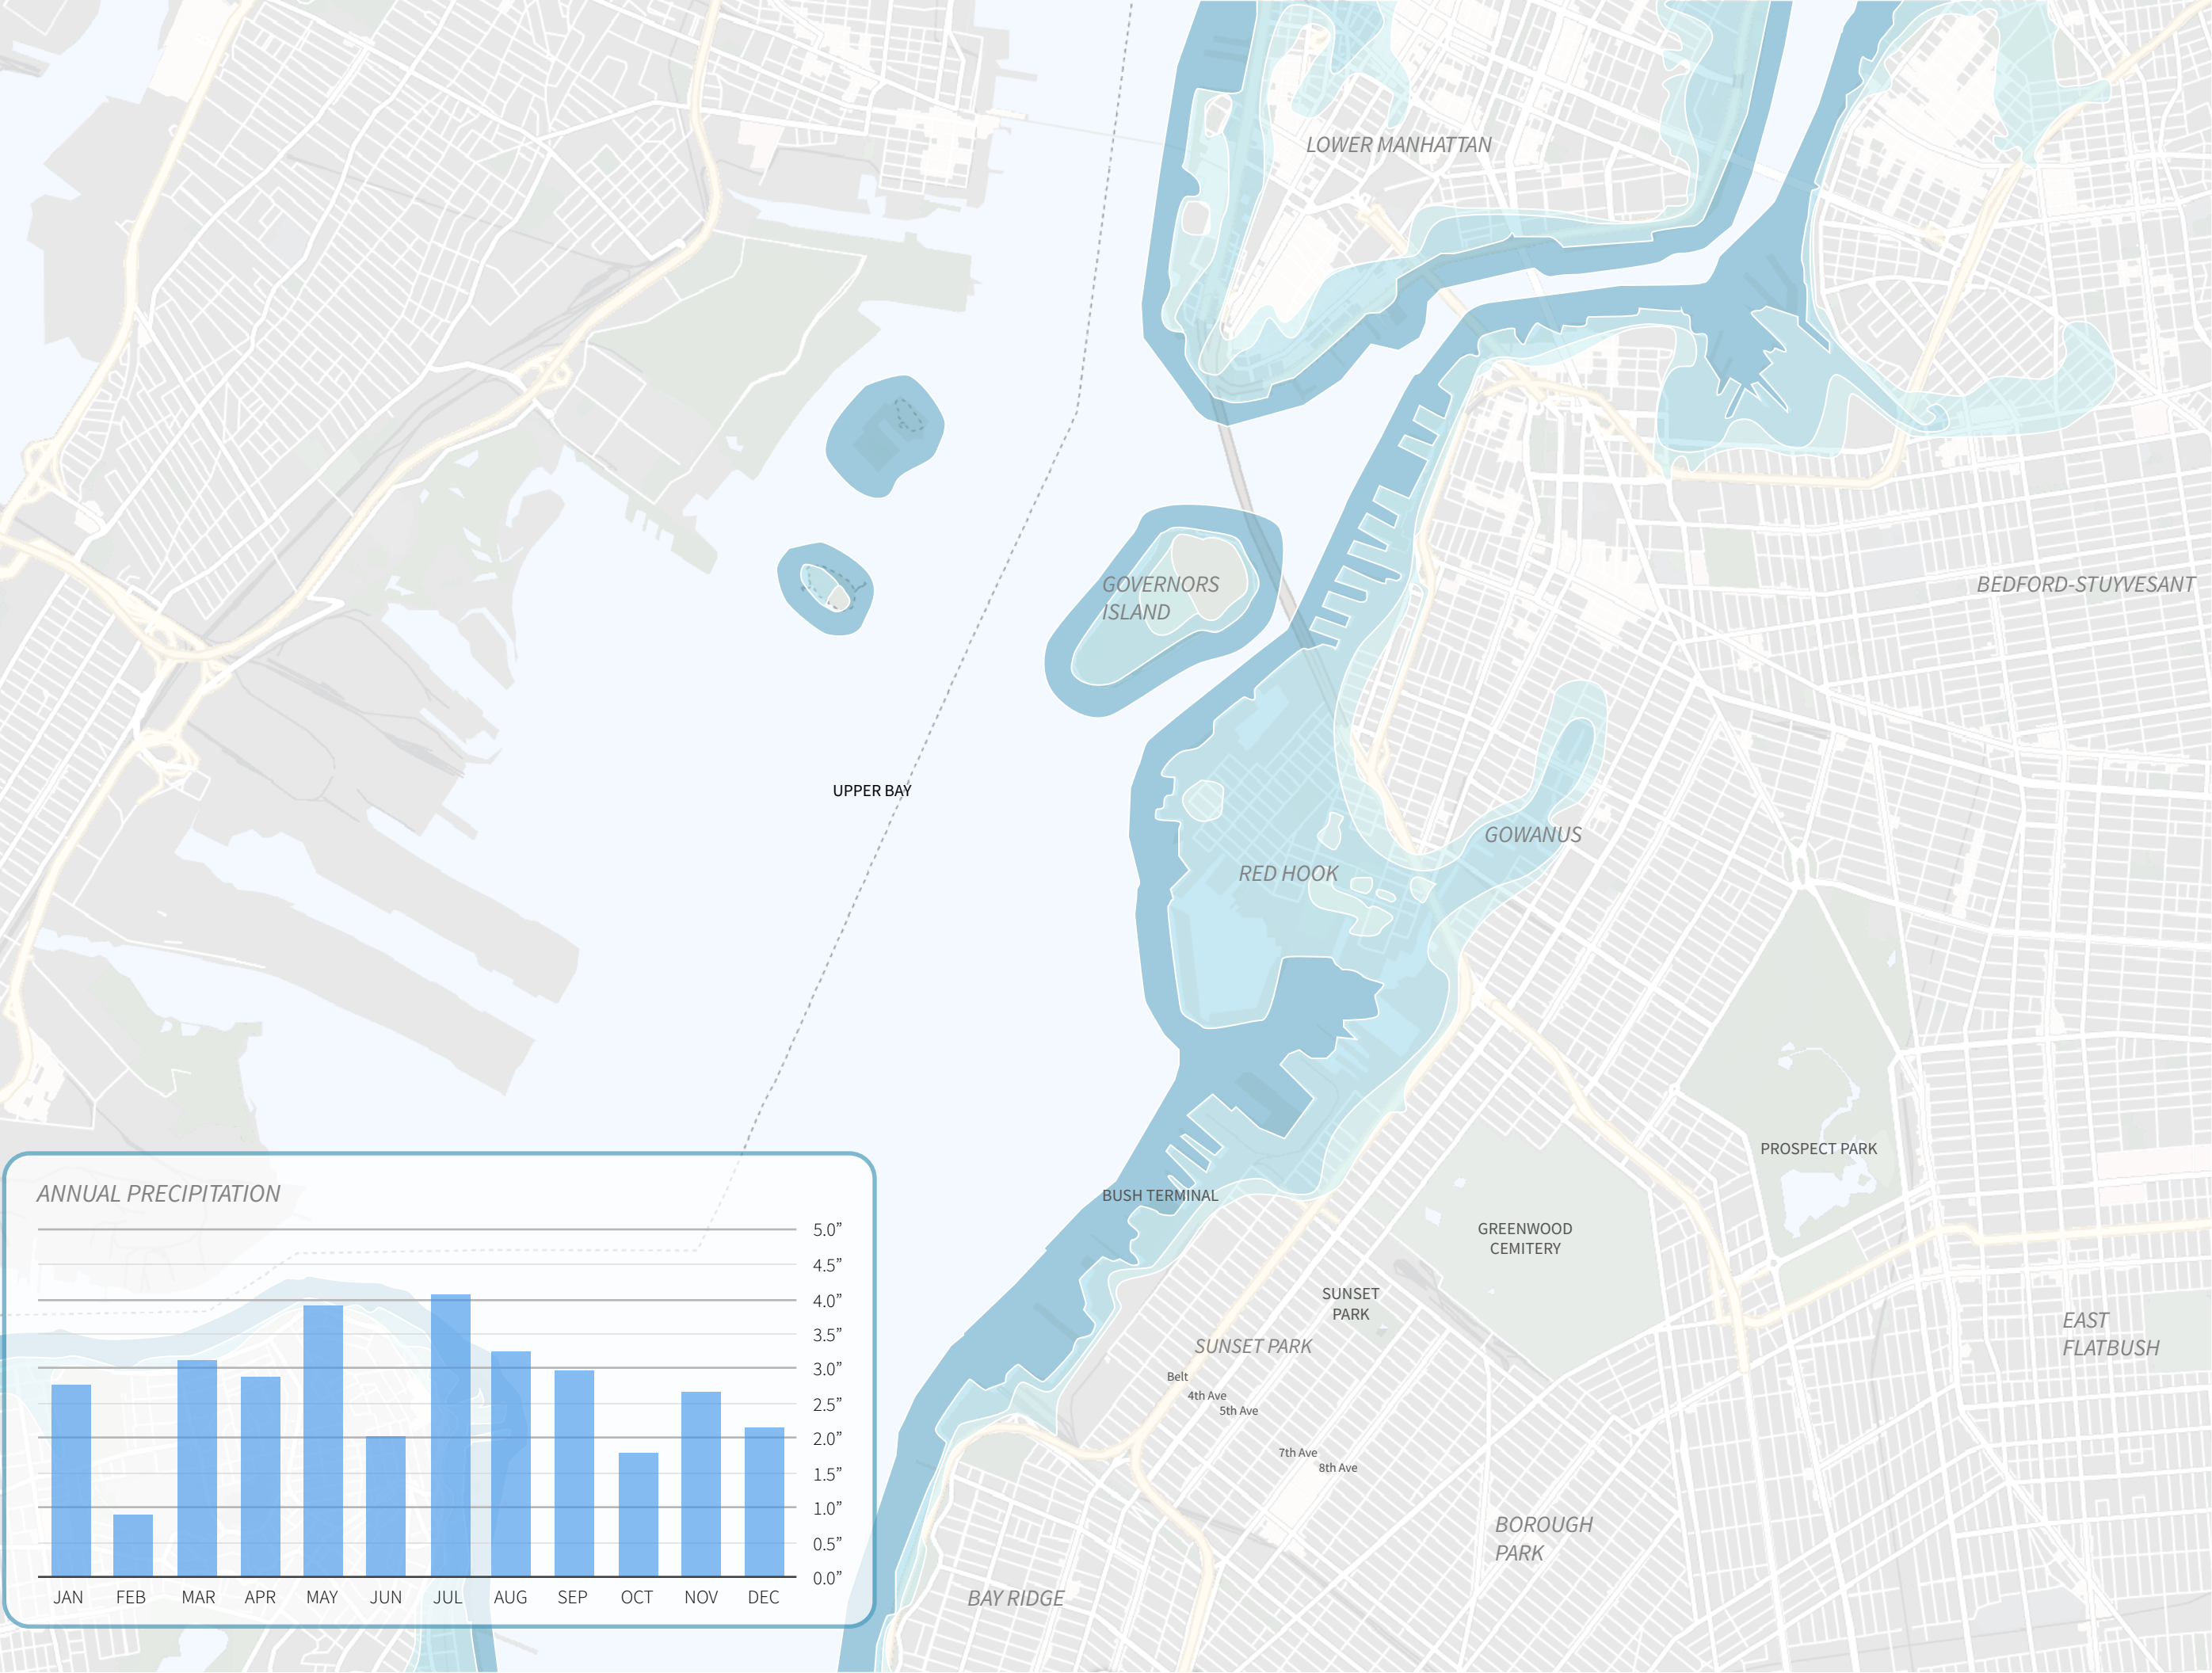 LOWER MANHATTAN
GOVERNORS
ISLAND
BEDFORD-STUYVESANT
UPPER BAY
GOWANUS
RED HOOK
PROSPECT PARK
BUSH TERMINAL
GREENWOOD
CEMITERY
SUNSET
PARK
SUNSET PARK
EAST
FLATBUSH
Belt
4th Ave
5th Ave
7th Ave
8th Ave
BOROUGH
PARK
BAY RIDGE
ANNUAL PRECIPITATION
5.0”
4.5”
4.0”
3.5”
3.0”
2.5”
2.0”
1.5”
1.0”
0.5”
0.0”
JAN FEB MAR APR MAY JUN JUL AUG SEP OCT NOV DEC